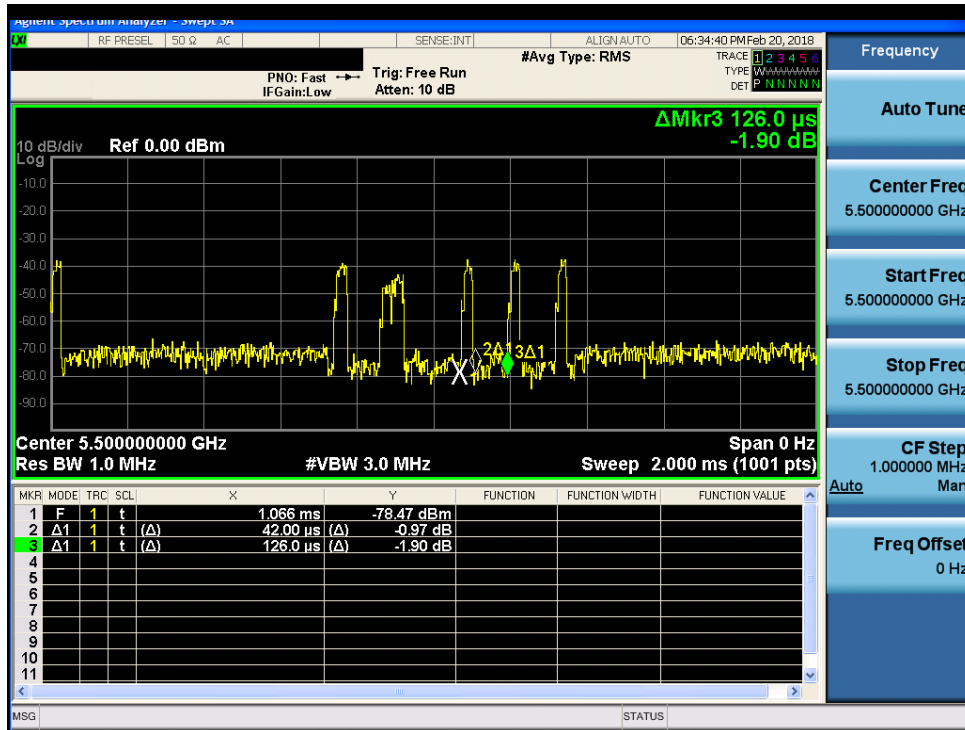 Agilent Spectrum Analyzer - Swept SA
LXI RF PRESEL 50 Ω AC SENSE:INT ALIGN AUTO 06:34:40 PM Feb 20, 2018
#Avg Type: RMS
TRACE 1 2 3 4 5 6
PNO: Fast Trig: Free Run
TYPE W
IFGain:Low Atten: 10 dB
DET P N N N N N
ΔMkr3 126.0 µs
10 dB/div Ref 0.00 dBm -1.90 dB
Log
-10.0
-20.0
-30.0
-40.0
-50.0
-60.0
-70.0
-80.0
-90.0
2Δ1 3Δ1
X
Center 5.500000000 GHz Span 0 Hz
Res BW 1.0 MHz #VBW 3.0 MHz Sweep 2.000 ms (1001 pts)
MKR MODE TRC SCL X Y FUNCTION FUNCTION WIDTH FUNCTION VALUE
1 F 1 t 1.066 ms -78.47 dBm
2 Δ1 1 t (Δ) 42.00 µs (Δ) -0.97 dB
3 Δ1 1 t (Δ) 126.0 µs (Δ) -1.90 dB
4
5
6
7
8
9
10
11
MSG STATUS
Frequency
Auto Tune
Center Freq
5.500000000 GHz
Start Freq
5.500000000 GHz
Stop Freq
5.500000000 GHz
CF Step
1.000000 MHz
Auto Man
Freq Offset
0 Hz